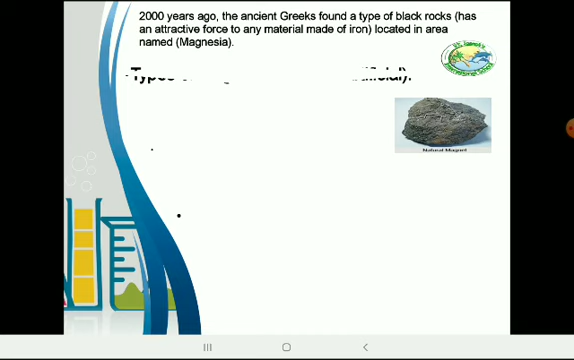 2000 years ago, the ancient Greeks found a type of black rocks (has
an attractive force to any material made of iron) located in area
named (Magnesia).
Types
Natural Magnet